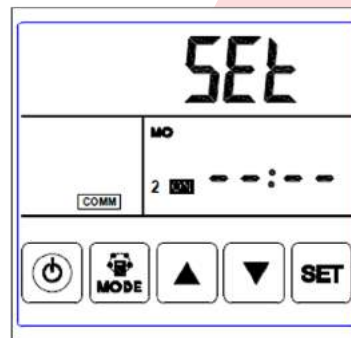 SEt
MO
2 ON --:--
COMM
MODE
SET